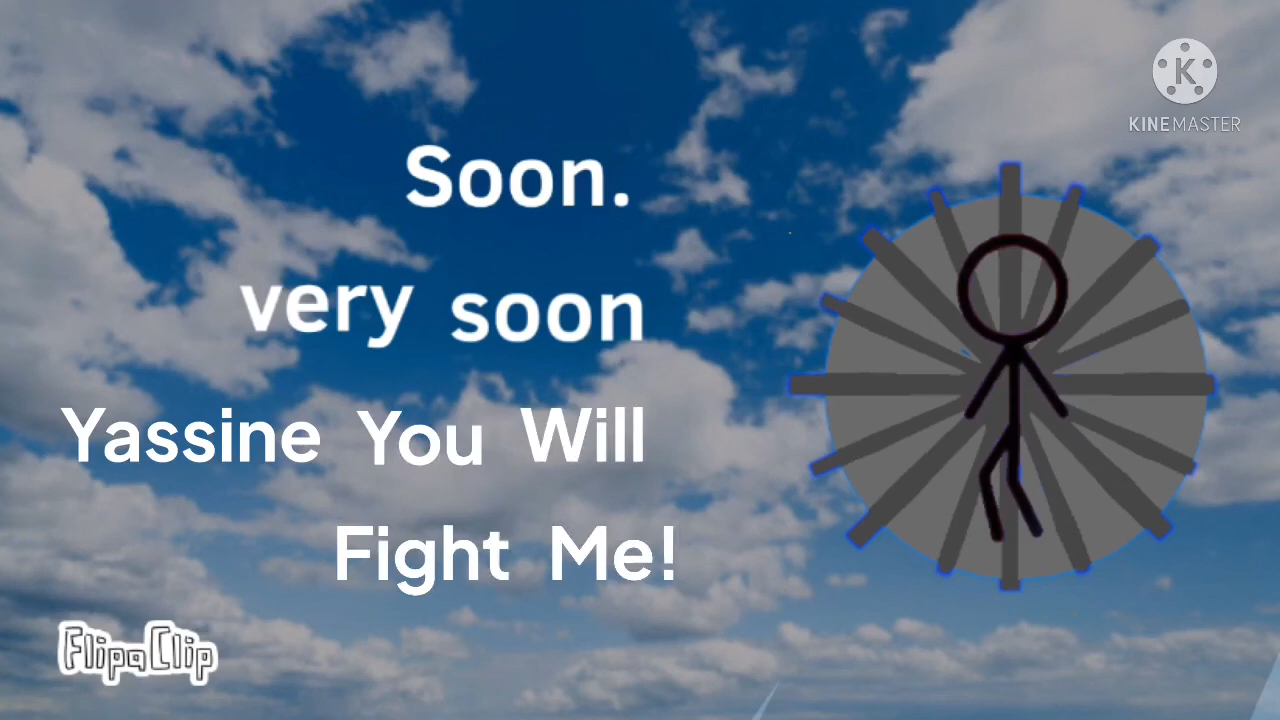 K
KINEMASTER
Soon.
very soon
Yassine You Will
Fight Me!
FlipaClip